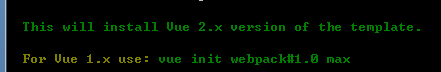 This will install Vue 2.x version of the template.
For Vue 1.x use: vue init webpack#1.0 max